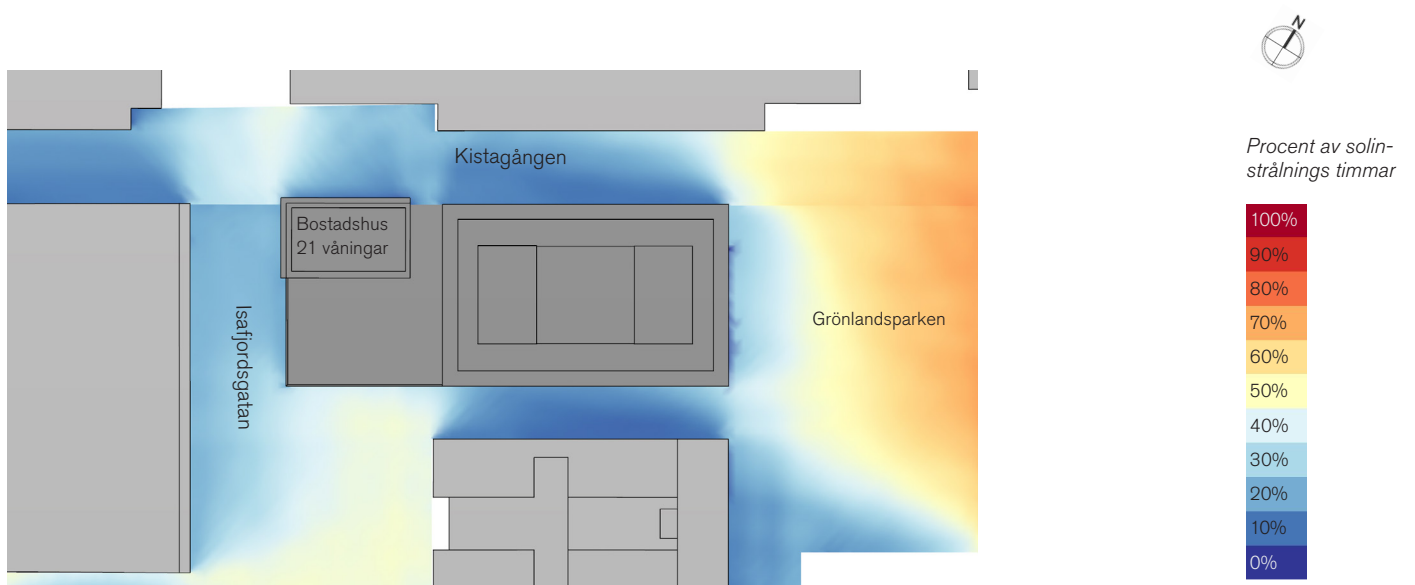 N
Procent av solin-
strålnings timmar
Kistagången
Bostadshus
21 våningar
Isafjordsgatan
Grönlandsparken
100%
90%
80%
70%
60%
50%
40%
30%
20%
10%
0%